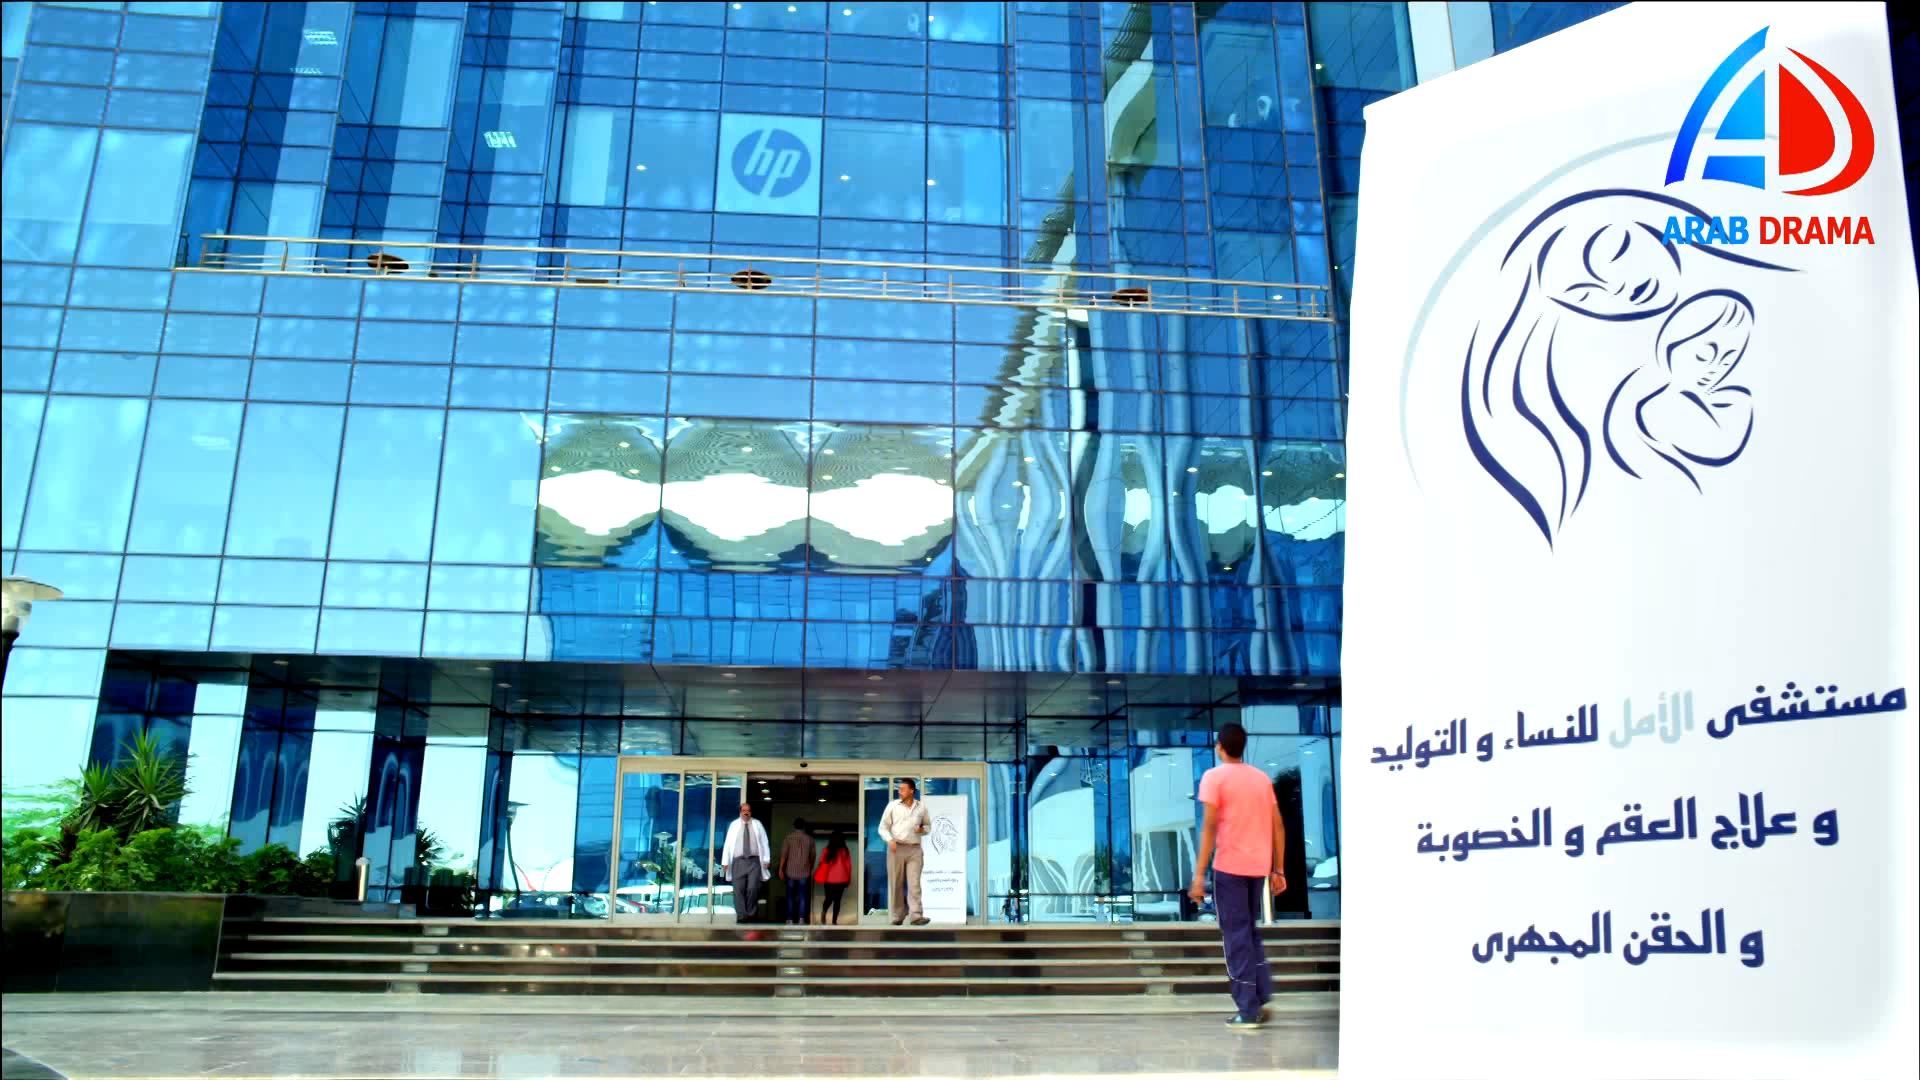 hp
ARAB DRAMA
مستشفى الأمل للنساء و التوليد
و علاج العقم و الخصوبة
و الحقن المجهرى